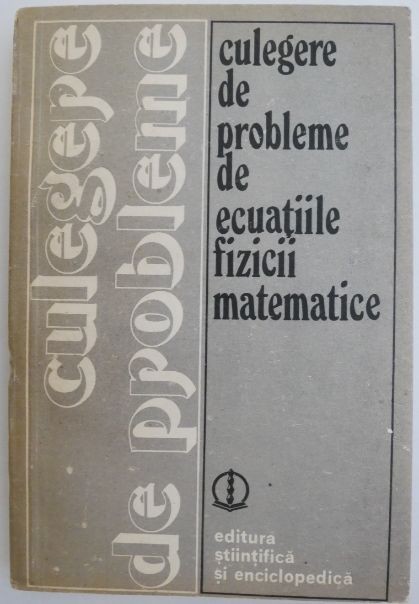 culegere
de probleme
culegere
de
probleme
de
ecuațiile
fizicii
matematice
editura
științifică
și enciclopedică